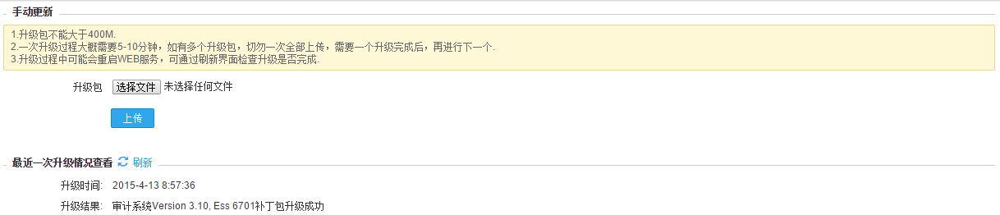 手动更新
1.升级包不能大于400M.
2.一次升级过程大概需要5-10分钟，如有多个升级包，切勿一次全部上传，需要一个升级完成后，再进行下一个.
3.升级过程中可能会重启WEB服务，可通过刷新界面检查升级是否完成.
升级包 选择文件 未选择任何文件
上传
最近一次升级情况查看 刷新
升级时间: 2015-4-13 8:57:36
升级结果: 审计系统Version 3.10, Ess 6701补丁包升级成功